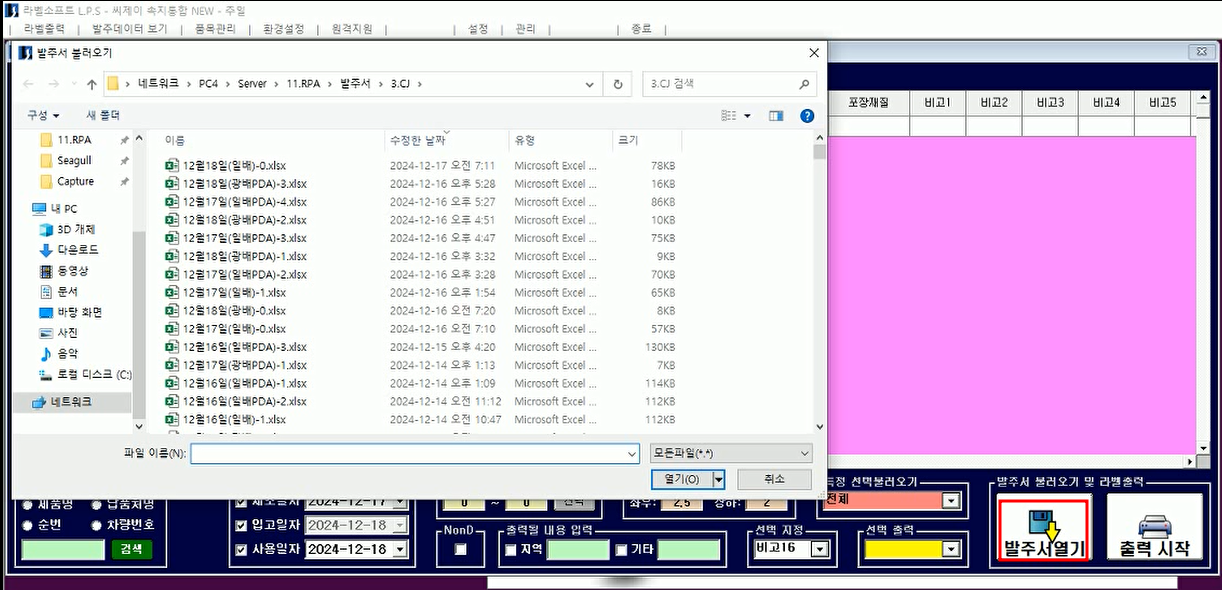 라벨소프트 L.P.S - 씨제이 속지통합 NEW - 주일
라벨출력 | 발주데이터 보기 | 품목관리 | 환경설정 | 원격지원 | | 설정 | 관리 | | 종료 |
발주서 불러오기
네트워크 › PC4 › Server › 11.RPA › 발주서 › 3.CJ ›
3.CJ 검색
구성 새 폴더
포장재질 비고1 비고2 비고3 비고4 비고5
이름 수정한 날짜 유형 크기
11.RPA
Seagull
Capture
내 PC
3D 개체
다운로드
동영상
문서
바탕 화면
사진
음악
로컬 디스크 (C:)
네트워크
12월18일(일배)-0.xlsx 2024-12-17 오전 7:11 Microsoft Excel ... 78KB
12월18일(광배PDA)-3.xlsx 2024-12-16 오후 5:28 Microsoft Excel ... 16KB
12월17일(일배PDA)-4.xlsx 2024-12-16 오후 5:27 Microsoft Excel ... 86KB
12월18일(광배PDA)-2.xlsx 2024-12-16 오후 4:51 Microsoft Excel ... 10KB
12월17일(일배PDA)-3.xlsx 2024-12-16 오후 4:47 Microsoft Excel ... 75KB
12월18일(광배PDA)-1.xlsx 2024-12-16 오후 3:32 Microsoft Excel ... 9KB
12월17일(일배PDA)-2.xlsx 2024-12-16 오후 3:28 Microsoft Excel ... 70KB
12월17일(일배)-1.xlsx 2024-12-16 오후 1:54 Microsoft Excel ... 65KB
12월18일(광배)-0.xlsx 2024-12-16 오전 7:20 Microsoft Excel ... 8KB
12월17일(일배)-0.xlsx 2024-12-16 오전 7:10 Microsoft Excel ... 57KB
12월16일(일배PDA)-3.xlsx 2024-12-15 오후 4:20 Microsoft Excel ... 130KB
12월17일(광배PDA)-1.xlsx 2024-12-14 오후 1:13 Microsoft Excel ... 7KB
12월16일(일배PDA)-1.xlsx 2024-12-14 오후 1:09 Microsoft Excel ... 114KB
12월16일(일배PDA)-2.xlsx 2024-12-14 오전 11:12 Microsoft Excel ... 112KB
12월16일(일배)-1.xlsx 2024-12-14 오전 10:47 Microsoft Excel ... 112KB
파일 이름(N): 모든파일(*.*)
열기(O) 취소
선택불러오기
전체
발주서 불러오기 및 라벨출력
발주서열기
출력 시작
제품명 납품처명
순번 차량번호
검색
제조일자 2024-12-17
입고일자 2024-12-18
사용일자 2024-12-18
0 ~ 0 선택
좌우: 2,5 상하: 2
NonD
출력될 내용 입력
지역 기타
선택 지정
비고16
선택 출력